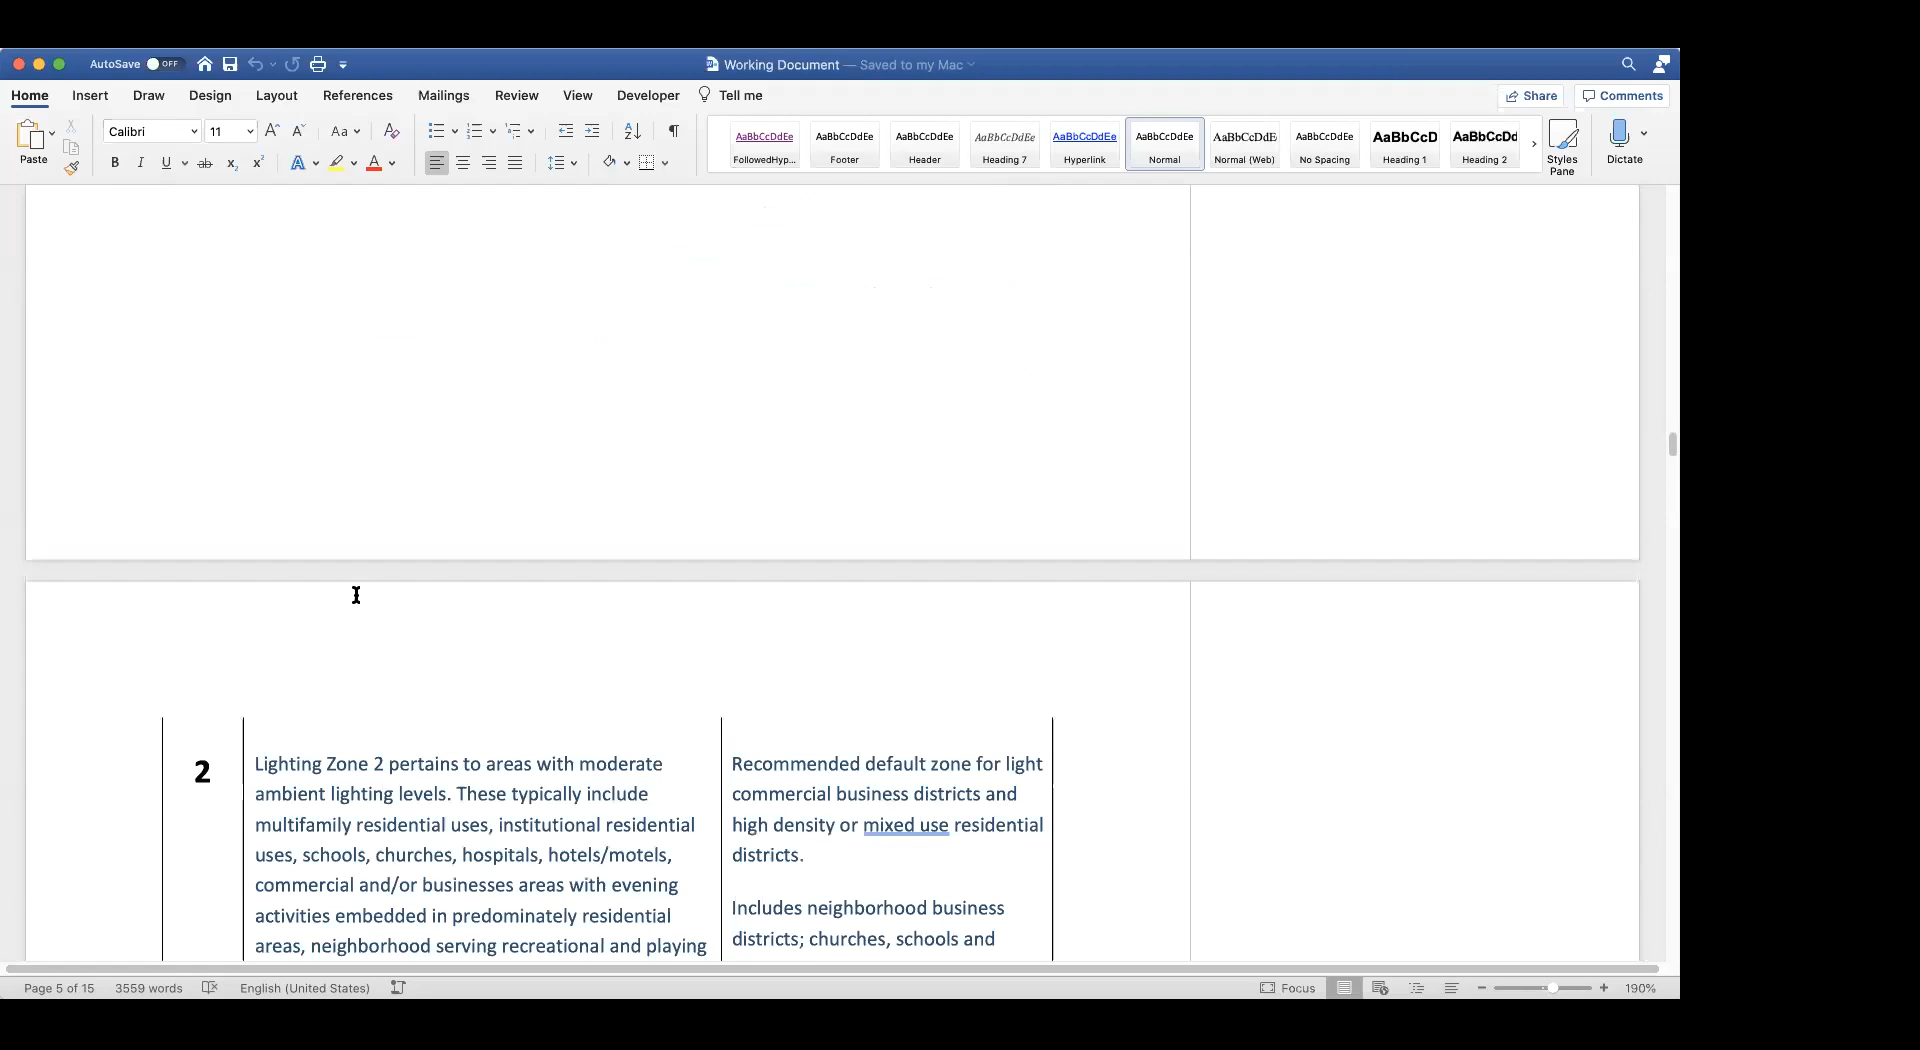 AutoSave OFF
Working Document — Saved to my Mac
Home Insert Draw Design Layout References Mailings Review View Developer Tell me Share Comments
Paste
Calibri 11 Aa
B I U ab x₂ x² A A
AaBbCcDdEe FollowedHyp...
AaBbCcDdEe Footer
AaBbCcDdEe Header
AaBbCcDdEe Heading 7
AaBbCcDdEe Hyperlink
AaBbCcDdEe Normal
AaBbCcDdE Normal (Web)
AaBbCcDdEe No Spacing
AaBbCcD Heading 1
AaBbCcDd Heading 2
Styles
Pane
Dictate
2
Lighting Zone 2 pertains to areas with moderate
ambient lighting levels. These typically include
multifamily residential uses, institutional residential
uses, schools, churches, hospitals, hotels/motels,
commercial and/or businesses areas with evening
activities embedded in predominately residential
areas, neighborhood serving recreational and playing
Recommended default zone for light
commercial business districts and
high density or mixed use residential
districts.
Includes neighborhood business
districts; churches, schools and
Page 5 of 15 3559 words English (United States) Focus 190%